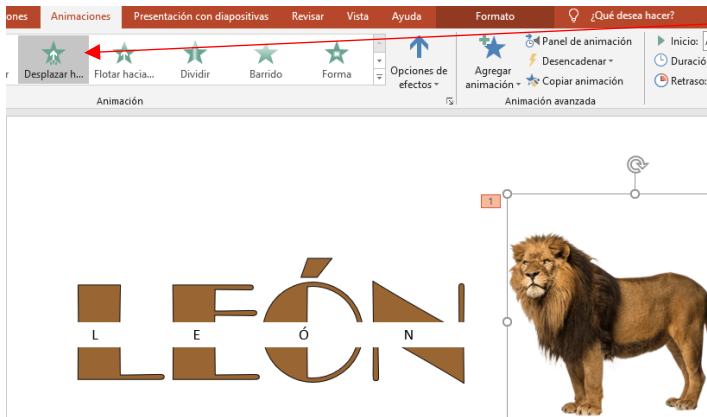 ones Animaciones Presentación con diapositivas Revisar Vista Ayuda Formato ¿Qué desea hacer?
Desplazar h... Flotar hacia... Dividir Barrido Forma Opciones de efectos Agregar animación Panel de animación Inicio:
Desencadenar Duració
Copiar animación Retraso:
Animación Animación avanzada
1
LEÓN
L E Ó N